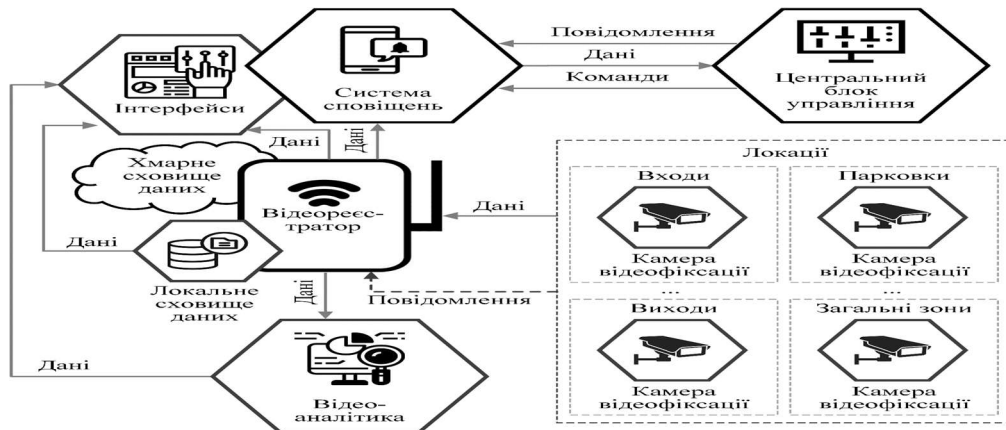 Повідомлення
Дані
Команди
Інтерфейси
Система
сповіщень
Центральний
блок
управління
Дані
Дані
Хмарне
сховище
даних
Відеореєс-
тратор
Дані
Локації
Входи
Камера
відеофіксації
Парковки
Камера
відеофіксації
...
...
Виходи
Камера
відеофіксації
Загальні зони
Камера
відеофіксації
Дані
Локальне
сховище
даних
Дані
Повідомлення
Дані
Відео-
аналітика